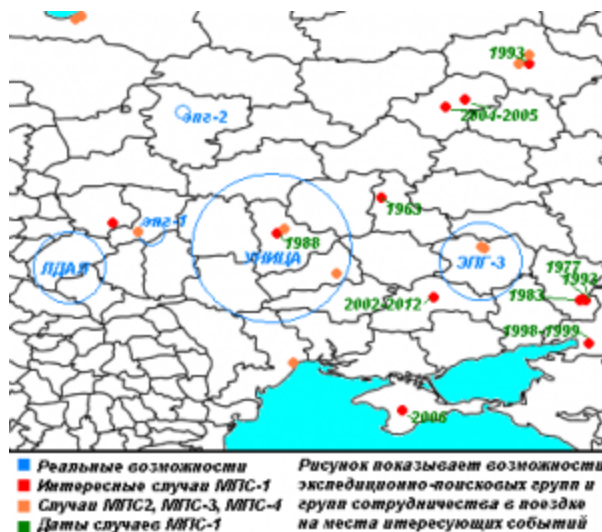 1993
эпг-2
2004-2005
1963
эпг-1
1988
УНИЦА
ЛДАЯ
ЭПГ-3
1977
1992
1983
2002-2012
1998-1999
2006
Реальные возможности
Интересные случаи МПС-1
Случаи МПС2, МПС-3, МПС-4
Даты случаев МПС-1
Рисунок показывает возможности
экспедиционно-поисковых групп и
групп сотрудничества в поездке
на места интересующих событий